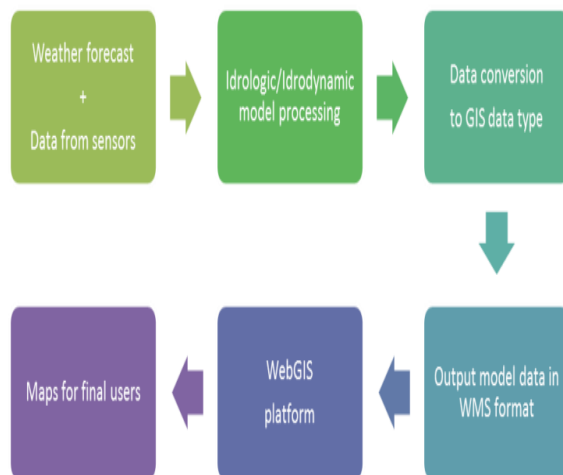 Weather forecast
+
Data from sensors
Idrologic/Idrodynamic
model processing
Data conversion
to GIS data type
Output model data in
WMS format
WebGIS
platform
Maps for final users